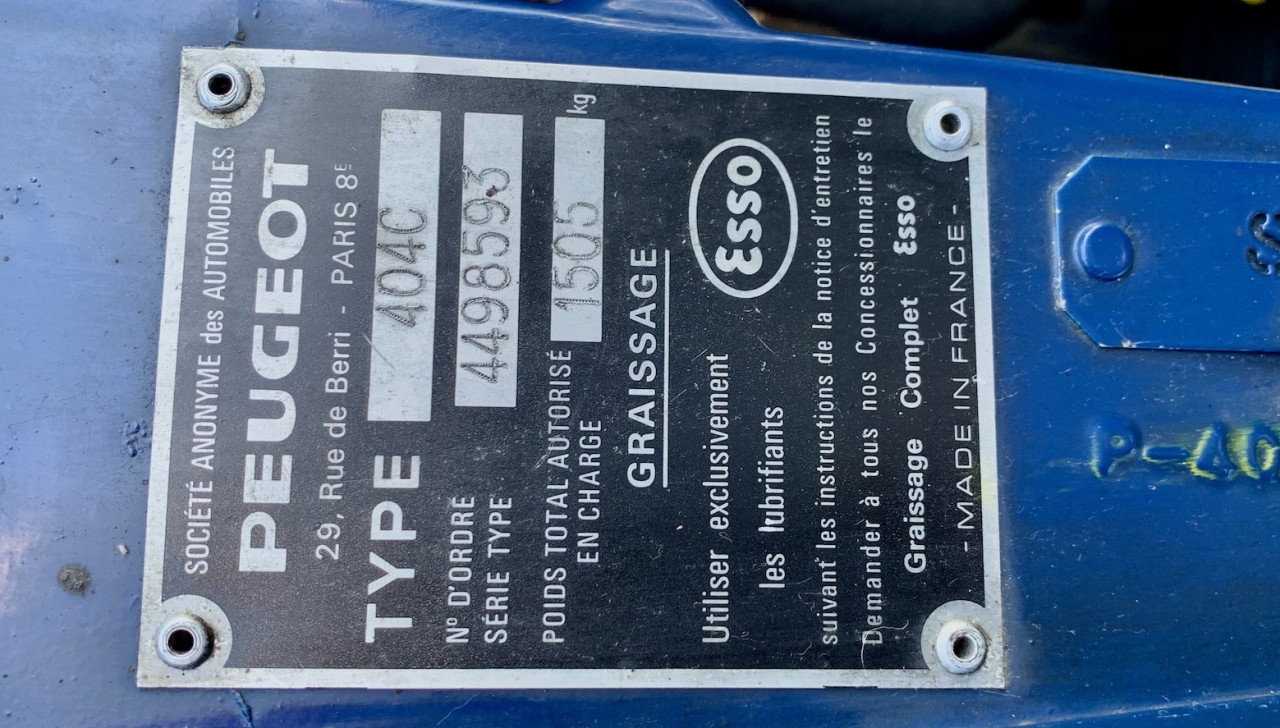 SOCIÉTÉ ANONYME des AUTOMOBILES
PEUGEOT
29, Rue de Berri - PARIS 8E
TYPE 404C
N° D'ORDRE
SÉRIE TYPE 4498593
POIDS TOTAL AUTORISÉ
EN CHARGE 1505 kg
GRAISSAGE
Utiliser exclusivement
les lubrifiants Esso
suivant les instructions de la notice d'entretien
Demander à tous nos Concessionnaires le
Graissage Complet Esso
- MADE IN FRANCE -
P-40